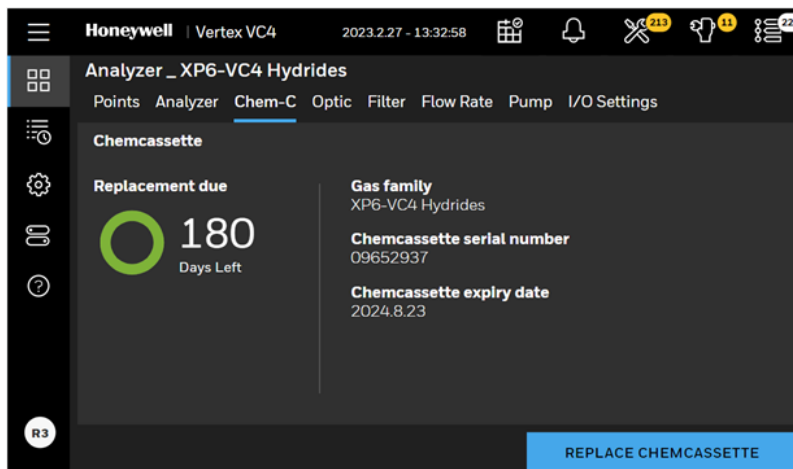 Honeywell | Vertex VC4 2023.2.27 - 13:32:58 213 11 22
Analyzer _ XP6-VC4 Hydrides
Points Analyzer Chem-C Optic Filter Flow Rate Pump I/O Settings
Chemcassette
Replacement due
180
Days Left
Gas family
XP6-VC4 Hydrides
Chemcassette serial number
09652937
Chemcassette expiry date
2024.8.23
R3
REPLACE CHEMCASSETTE